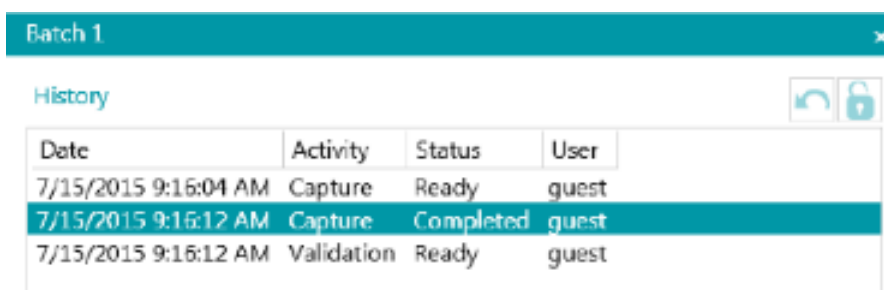 Batch 1
History
Date Activity Status User
7/15/2015 9:16:04 AM Capture Ready guest
7/15/2015 9:16:12 AM Capture Completed guest
7/15/2015 9:16:12 AM Validation Ready guest